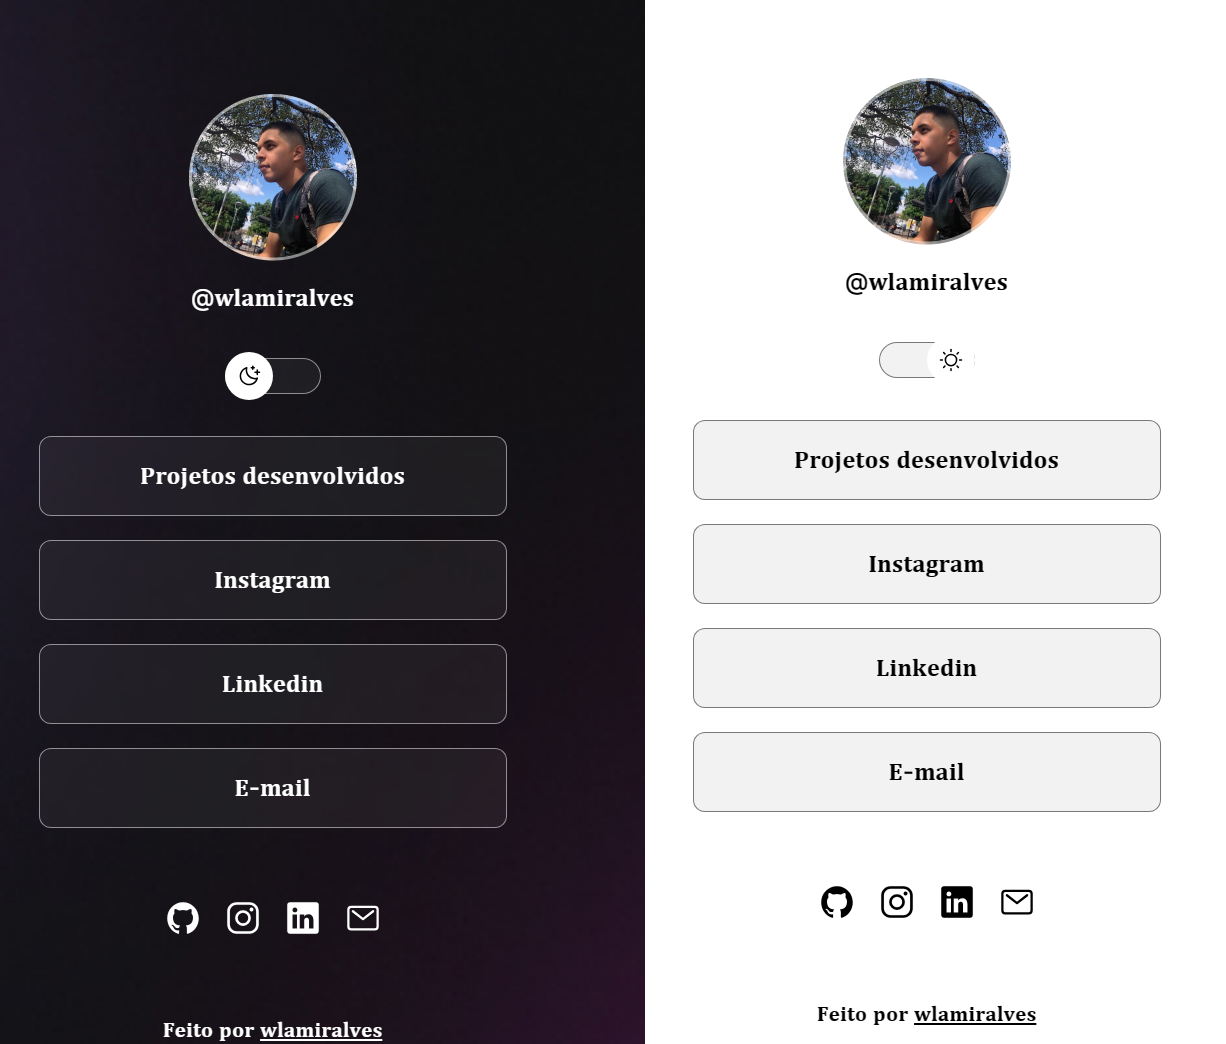 @wlamiralves
Projetos desenvolvidos
Instagram
Linkedin
E-mail
Feito por wlamiralves
@wlamiralves
Projetos desenvolvidos
Instagram
Linkedin
E-mail
Feito por wlamiralves